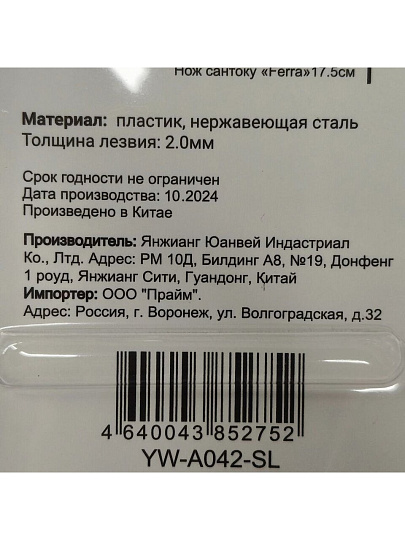 Нож сантоку «Ferra»17.5см
Материал: пластик, нержавеющая сталь
Толщина лезвия: 2.0мм
Срок годности не ограничен
Дата производства: 10.2024
Произведено в Китае
Производитель: Янжианг Юанвей Индастриал
Ко., Лтд. Адрес: РМ 10Д, Билдинг А8, №19, Донфенг
1 роуд, Янжианг Сити, Гуандонг, Китай
Импортер: ООО "Прайм".
Адрес: Россия, г. Воронеж, ул. Волгоградская, д.32
4 640043 852752
YW-A042-SL